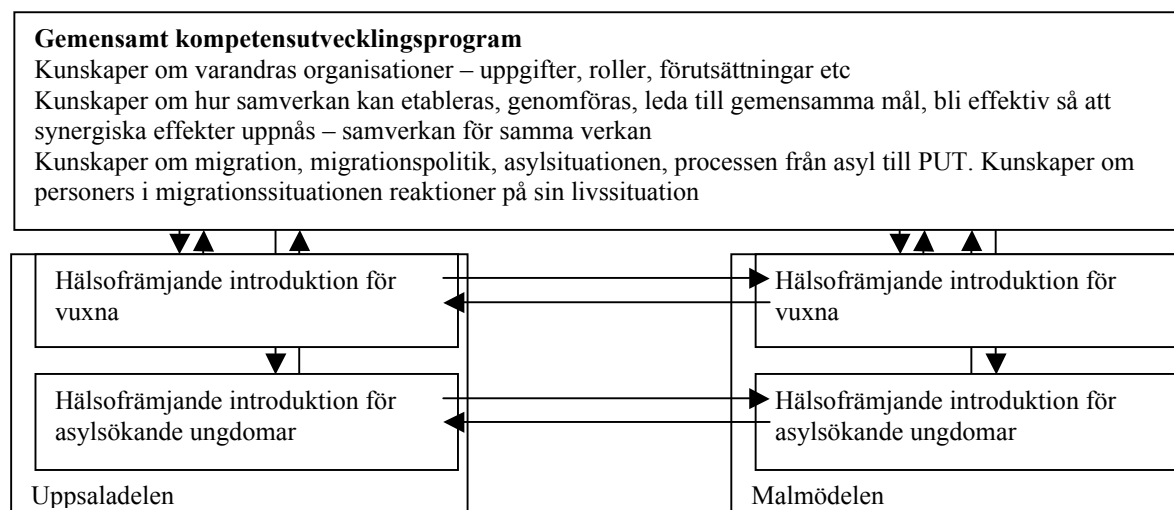 Gemensamt kompetensutvecklingsprogram
Kunskaper om varandras organisationer – uppgifter, roller, förutsättningar etc
Kunskaper om hur samverkan kan etableras, genomföras, leda till gemensamma mål, bli effektiv så att
synergiska effekter uppnås – samverkan för samma verkan
Kunskaper om migration, migrationspolitik, asylsituationen, processen från asyl till PUT. Kunskaper om
personers i migrationssituationen reaktioner på sin livssituation
Hälsofrämjande introduktion för
vuxna
Hälsofrämjande introduktion för
asylsökande ungdomar
Uppsaladelen
Hälsofrämjande introduktion för
vuxna
Hälsofrämjande introduktion för
asylsökande ungdomar
Malmödelen